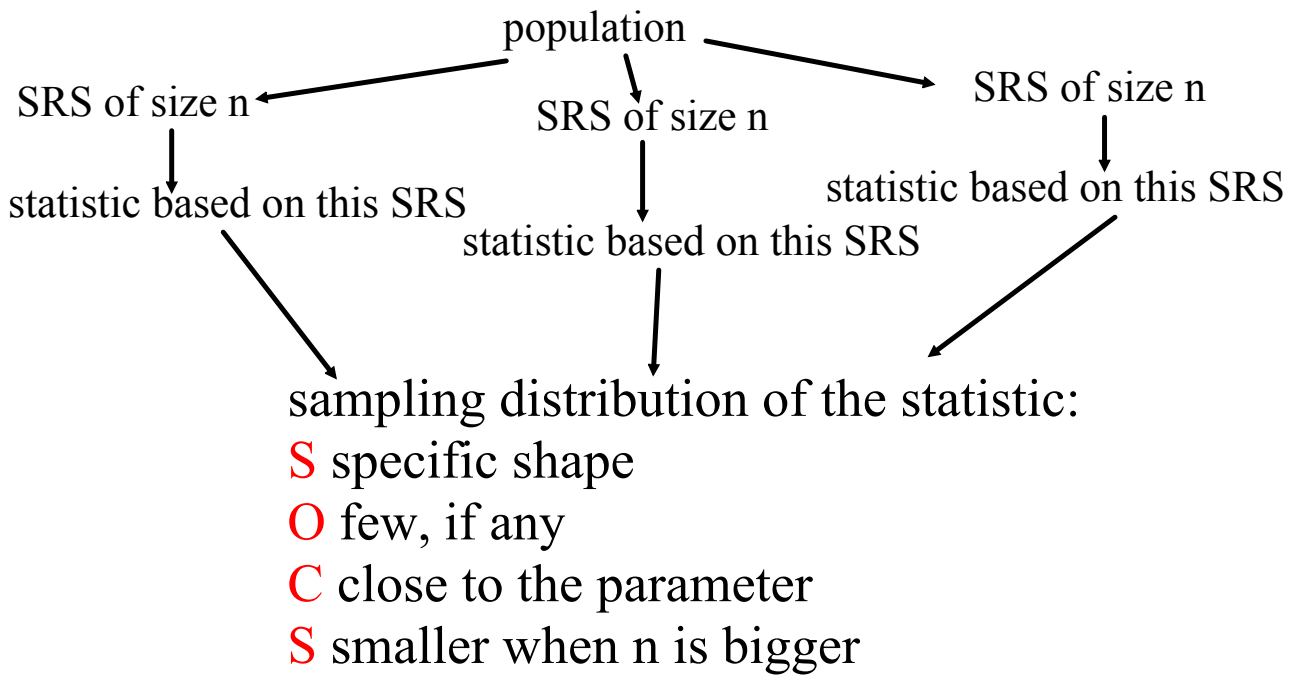 population
SRS of size n
SRS of size n
SRS of size n
statistic based on this SRS
statistic based on this SRS
statistic based on this SRS
sampling distribution of the statistic:
S specific shape
O few, if any
C close to the parameter
S smaller when n is bigger